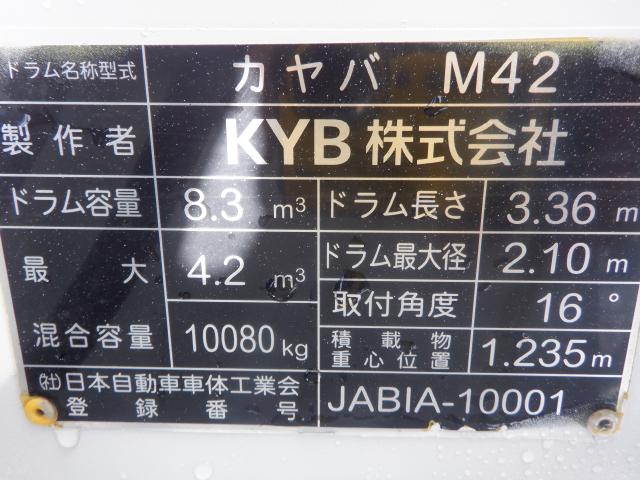 ドラム名称型式 カヤバ M42
製作者 KYB 株式会社
ドラム容量 8.3 m³ ドラム長さ 3.36 m
最大 4.2 m³ ドラム最大径 2.10 m
取付角度 16°
混合容量 10080 kg 積載物
重心位置 1.235 m
(社)日本自動車車体工業会
登録番号 JABIA-10001